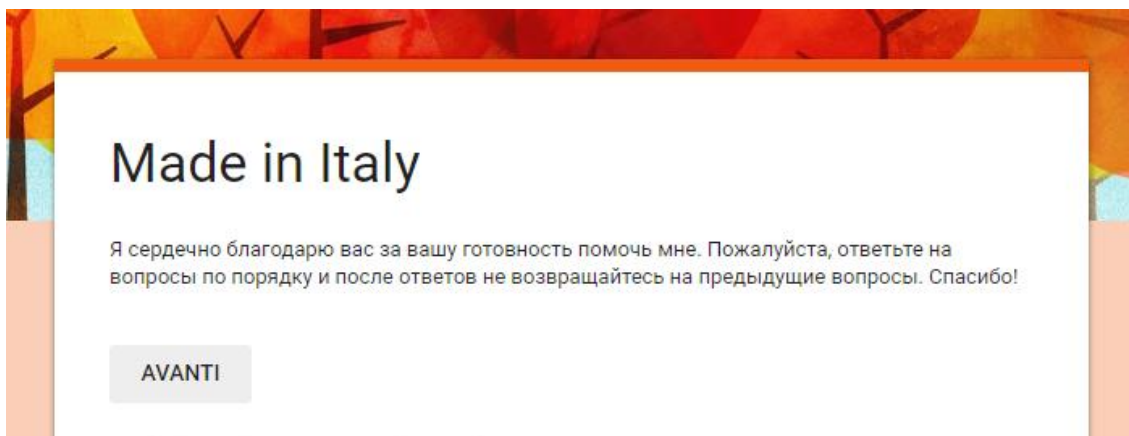 Made in Italy
Я сердечно благодарю вас за вашу готовность помочь мне. Пожалуйста, ответьте на
вопросы по порядку и после ответов не возвращайтесь на предыдущие вопросы. Спасибо!
AVANTI